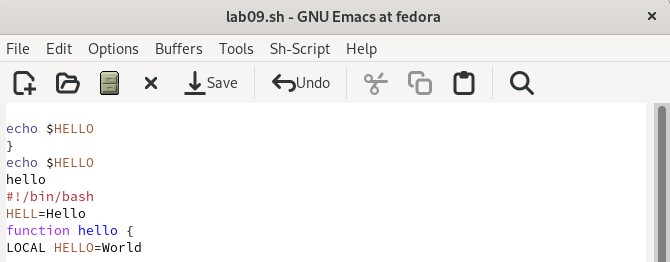 lab09.sh - GNU Emacs at fedora
File Edit Options Buffers Tools Sh-Script Help
Save Undo
echo $HELLO
}
echo $HELLO
hello
#!/bin/bash
HELL=Hello
function hello {
LOCAL HELLO=World